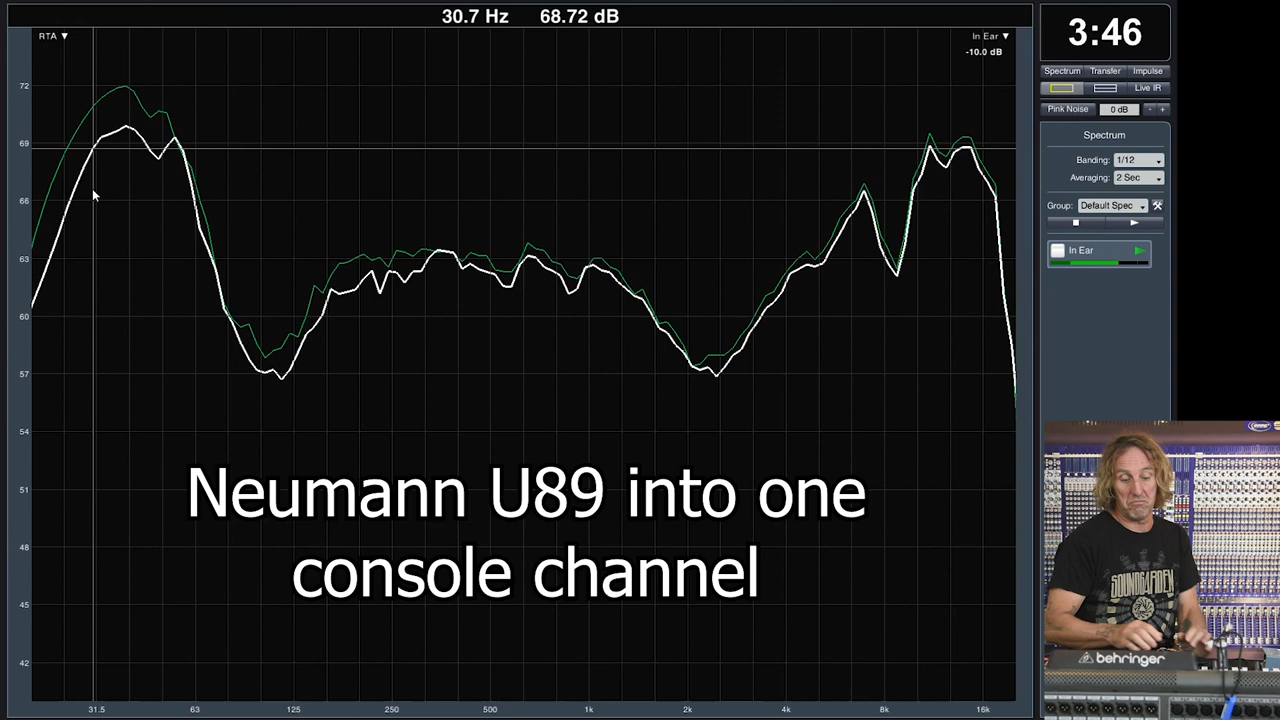 30.7 Hz 68.72 dB
RTA ▼
In Ear ▼
-10.0 dB
72
69
66
63
60
57
54
51
48
45
42
31.5 63 125 250 500 1k 2k 4k 8k 16k
Neumann U89 into one
console channel
3:46
Spectrum Transfer Impulse
Live IR
Pink Noise 0 dB - +
Spectrum
Banding: 1/12
Averaging: 2 Sec
Group: Default Spec
In Ear
SOUNDGARDEN
behringer